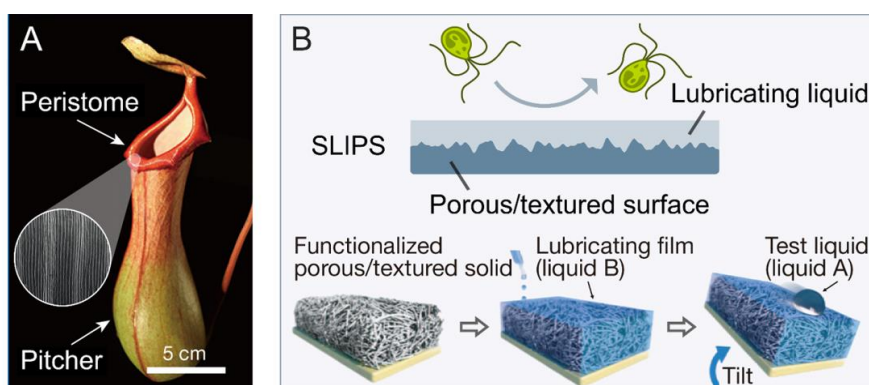 A
Peristome
Pitcher
5 cm
B
Lubricating liquid
SLIPS
Porous/textured surface
Functionalized
porous/textured solid
Lubricating film
(liquid B)
Test liquid
(liquid A)
Tilt